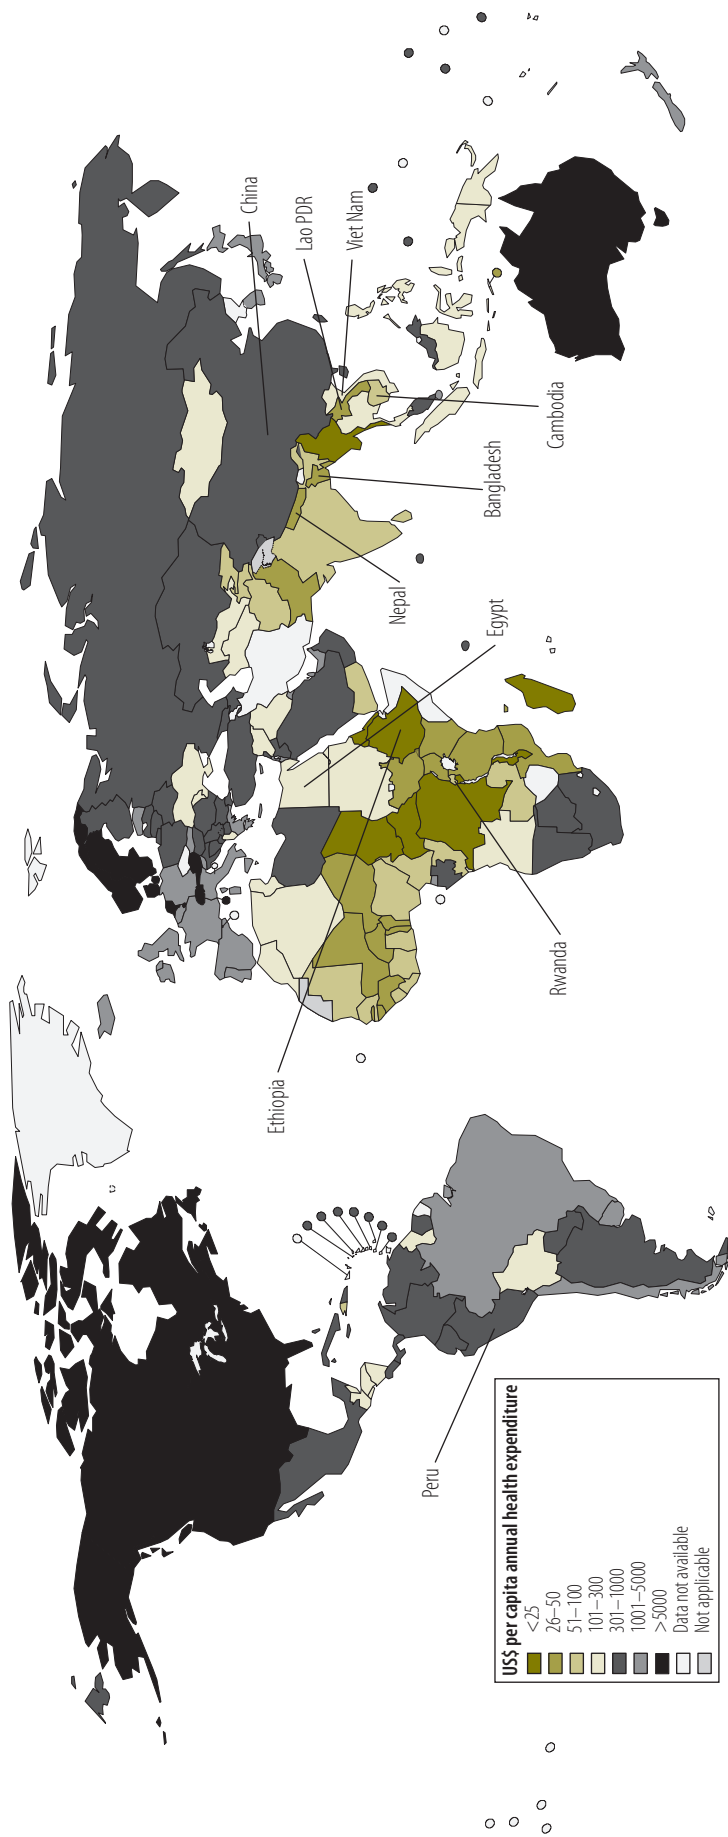 China
Lao PDR
Viet Nam
Cambodia
Bangladesh
Nepal
Egypt
Rwanda
Ethiopia
Peru
US$ per capita annual health expenditure
<25
26–50
51–100
101–300
301–1000
1001–5000
>5000
Data not available
Not applicable